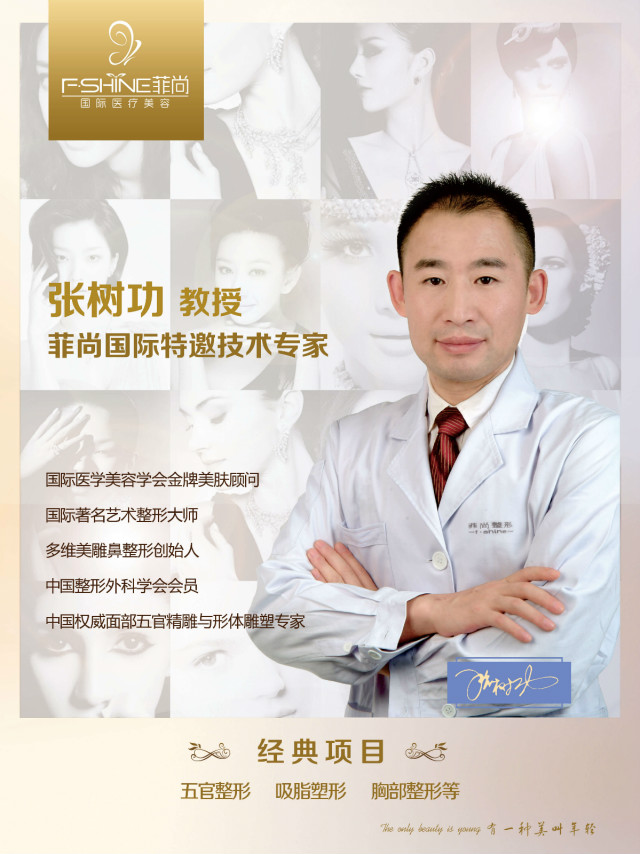 F·SHINE菲尚
国际医疗美容
张树功 教授
菲尚国际特邀技术专家
国际医学美容学会金牌美肤顾问
国际著名艺术整形大师
多维美雕鼻整形创始人
中国整形外科学会会员
中国权威面部五官精雕与形体雕塑专家
菲尚整形
—f·shine—
张树功
经典项目
五官整形 吸脂塑形 胸部整形等
The only beauty is young 有一种美叫年轻